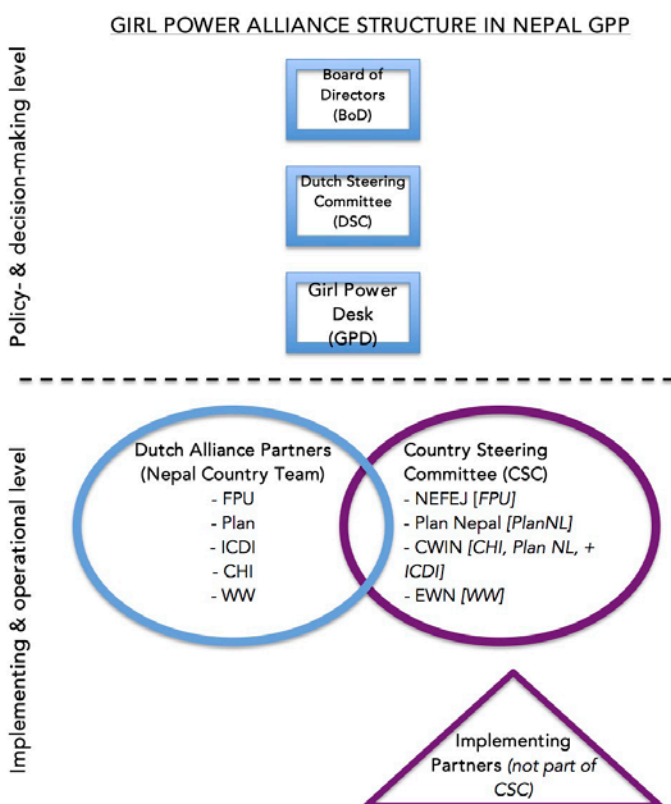 GIRL POWER ALLIANCE STRUCTURE IN NEPAL GPP
Policy- & decision-making level
Board of
Directors
(BoD)
Dutch Steering
Committee
(DSC)
Girl Power
Desk
(GPD)
Implementing & operational level
Dutch Alliance Partners
(Nepal Country Team)
- FPU
- Plan
- ICDI
- CHI
- WW
Country Steering
Committee (CSC)
- NEFEJ [FPU]
- Plan Nepal [PlanNL]
- CWIN [CHI, Plan NL, +
ICDI]
- EWN [WW]
Implementing
Partners (not part of
CSC)